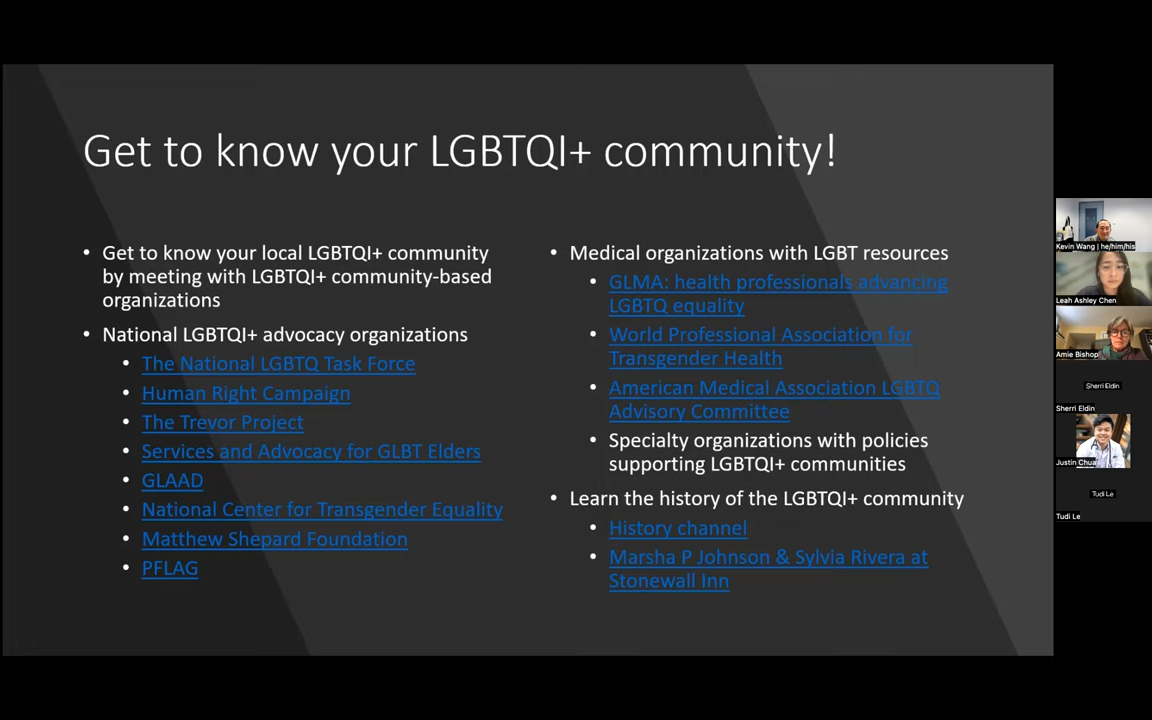 Get to know your LGBTQI+ community!
• Get to know your local LGBTQI+ community
by meeting with LGBTQI+ community-based
organizations
• National LGBTQI+ advocacy organizations
• The National LGBTQ Task Force
• Human Right Campaign
• The Trevor Project
• Services and Advocacy for GLBT Elders
• GLAAD
• National Center for Transgender Equality
• Matthew Shepard Foundation
• PFLAG
• Medical organizations with LGBT resources
• GLMA: health professionals advancing
LGBTQ equality
• World Professional Association for
Transgender Health
• American Medical Association LGBTQ
Advisory Committee
• Specialty organizations with policies
supporting LGBTQI+ communities
• Learn the history of the LGBTQI+ community
• History channel
• Marsha P Johnson & Sylvia Rivera at
Stonewall Inn
Kevin Wang | he/him/his
Leah Ashley Chen
Amie Bishop
Sherri Eldin
Sherri Eldin
Justin Chua
Tudi Le
Tudi Le